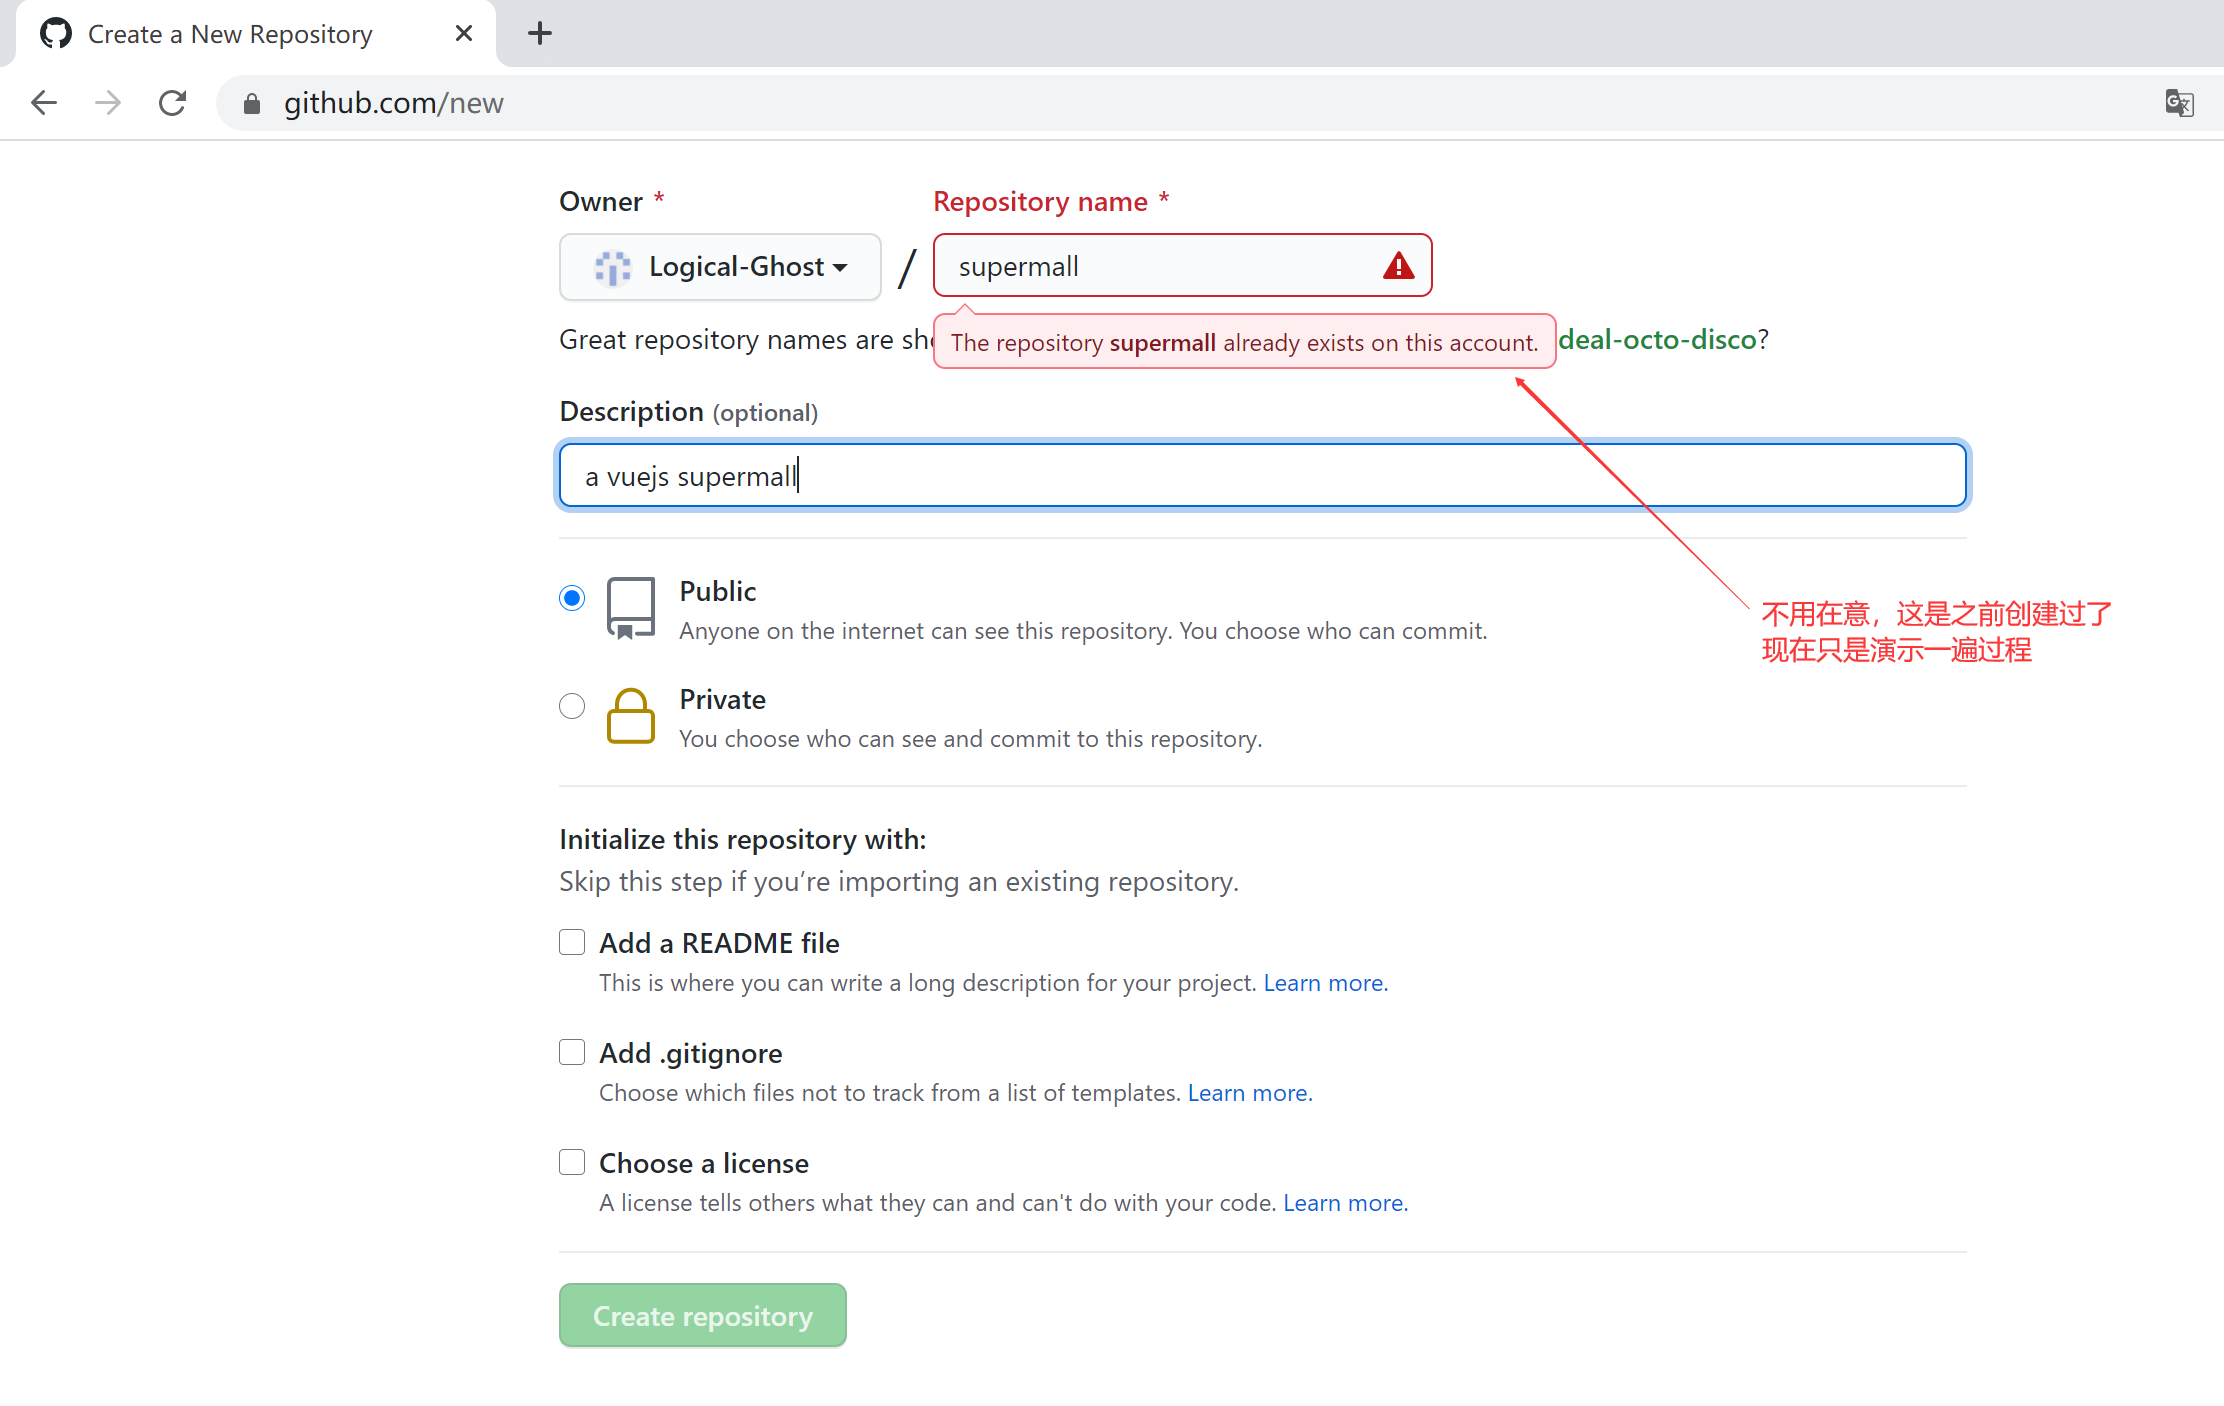 Create a New Repository
github.com/new
Owner *
Repository name *
Logical-Ghost
/
supermall
Great repository names are sh
The repository supermall already exists on this account.
deal-octo-disco?
Description (optional)
a vuejs supermall
Public
Anyone on the internet can see this repository. You choose who can commit.
不用在意，这是之前创建过了
现在只是演示一遍过程
Private
You choose who can see and commit to this repository.
Initialize this repository with:
Skip this step if you’re importing an existing repository.
Add a README file
This is where you can write a long description for your project. Learn more.
Add .gitignore
Choose which files not to track from a list of templates. Learn more.
Choose a license
A license tells others what they can and can't do with your code. Learn more.
Create repository